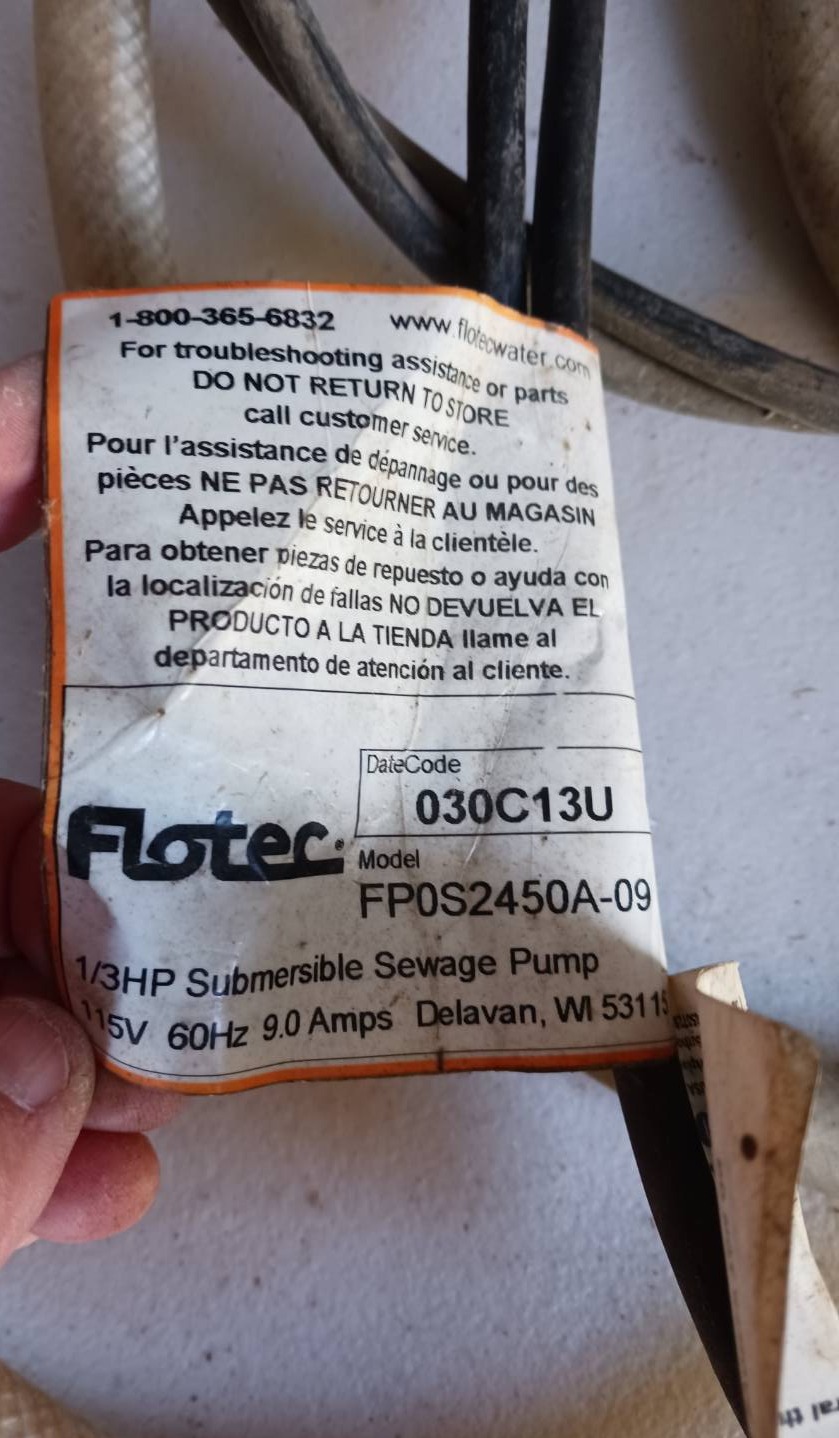 1-800-365-6832 www.flotecwater.com
For troubleshooting assistance or parts
DO NOT RETURN TO STORE
call customer service.
Pour l'assistance de dépannage ou pour des
pièces NE PAS RETOURNER AU MAGASIN
Appelez le service à la clientèle.
Para obtener piezas de repuesto o ayuda con
la localización de fallas NO DEVUELVA EL
PRODUCTO A LA TIENDA llame al
departamento de atención al cliente.
DateCode
030C13U
Flotec®
Model
FP0S2450A-09
1/3HP Submersible Sewage Pump
115V 60Hz 9.0 Amps Delavan, WI 53115